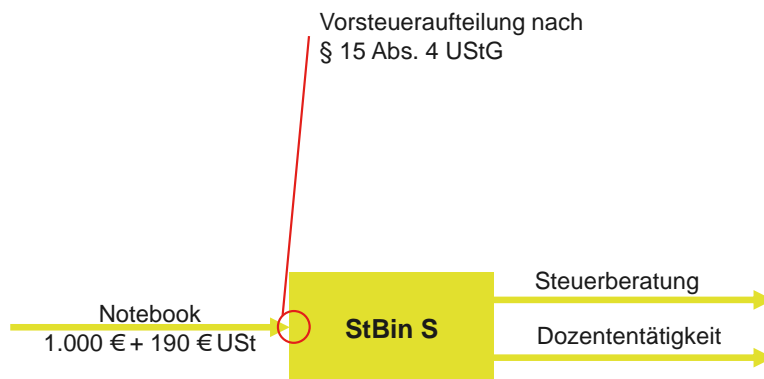 Vorsteueraufteilung nach
§ 15 Abs. 4 UStG
Steuerberatung
Notebook
StBin S
1.000 € + 190 € USt
Dozententätigkeit